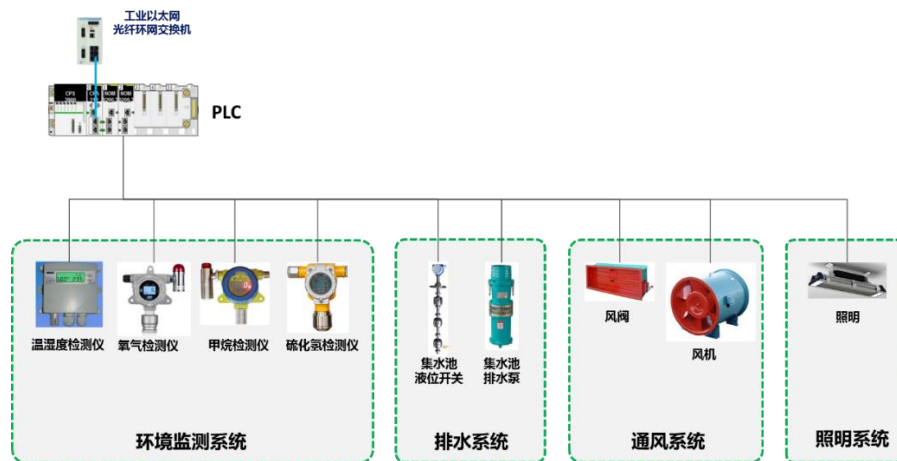 工业以太网
光纤环网交换机
PLC
CPS
温湿度检测仪
氧气检测仪
甲烷检测仪
硫化氢检测仪
集水池
液位开关
集水池
排水泵
风阀
风机
照明
环境监测系统
排水系统
通风系统
照明系统